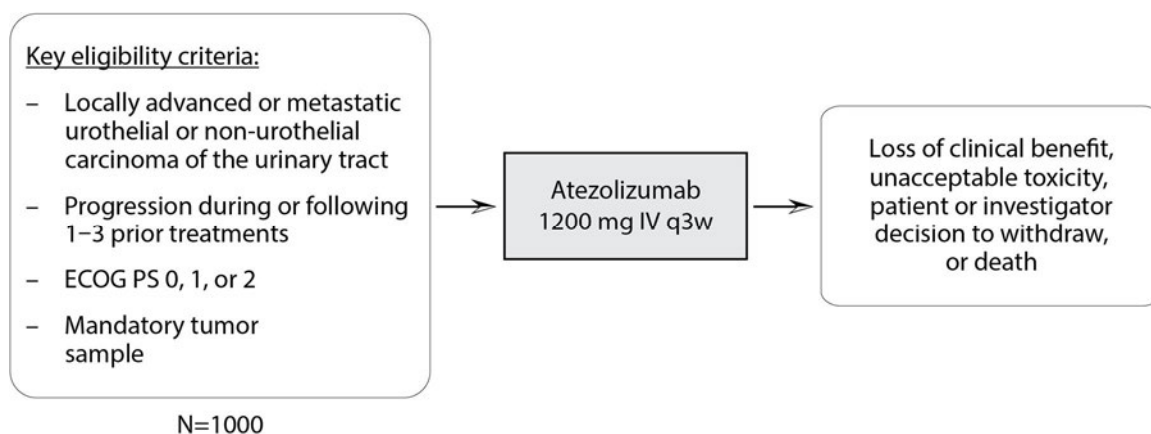 Key eligibility criteria:
– Locally advanced or metastatic
urothelial or non-urothelial
carcinoma of the urinary tract
– Progression during or following
1–3 prior treatments
– ECOG PS 0, 1, or 2
– Mandatory tumor
sample
N=1000
Atezolizumab
1200 mg IV q3w
Loss of clinical benefit,
unacceptable toxicity,
patient or investigator
decision to withdraw,
or death